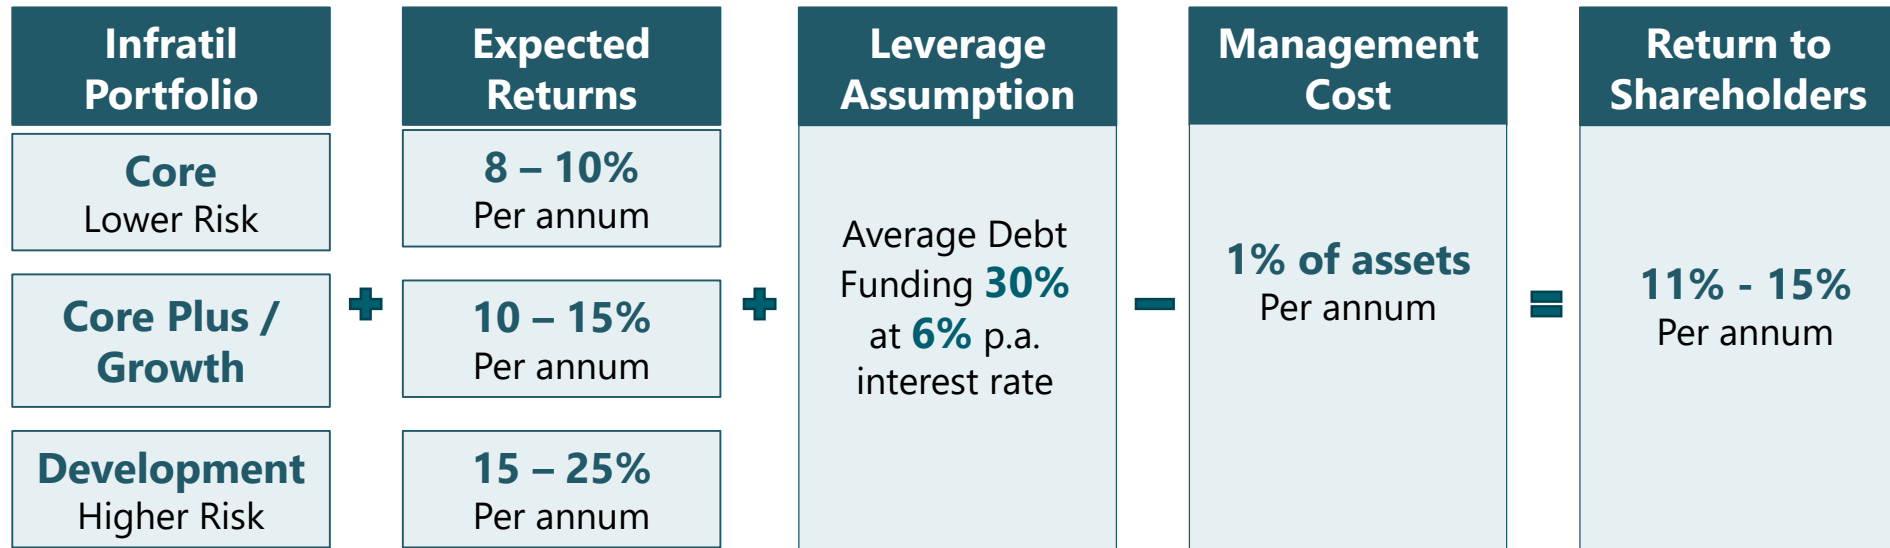 Infratil
Portfolio
Expected
Returns
Leverage
Assumption
Management
Cost
Return to
Shareholders
Core
Lower Risk
8 – 10%
Per annum
Core Plus /
Growth
10 – 15%
Per annum
Development
Higher Risk
15 – 25%
Per annum
Average Debt
Funding 30%
at 6% p.a.
interest rate
1% of assets
Per annum
11% - 15%
Per annum